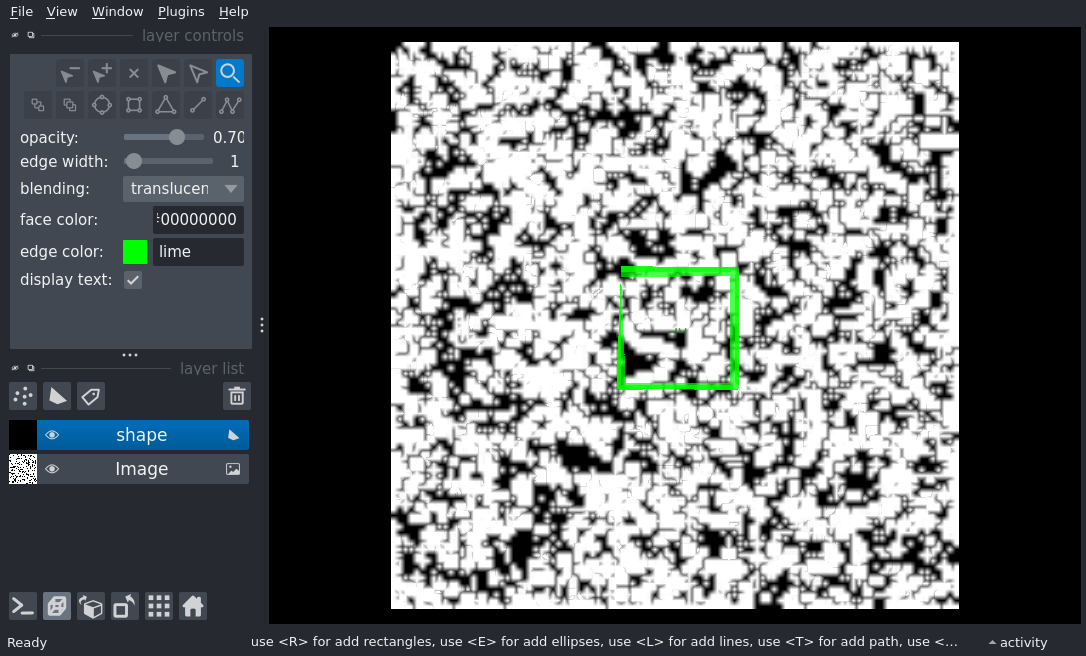 File View Window Plugins Help
layer controls
opacity: 0.70
edge width: 1
blending: translucen
face color: 00000000
edge color: lime
display text:
layer list
shape
Image
Ready use <R> for add rectangles, use <E> for add ellipses, use <L> for add lines, use <T> for add path, use <... activity